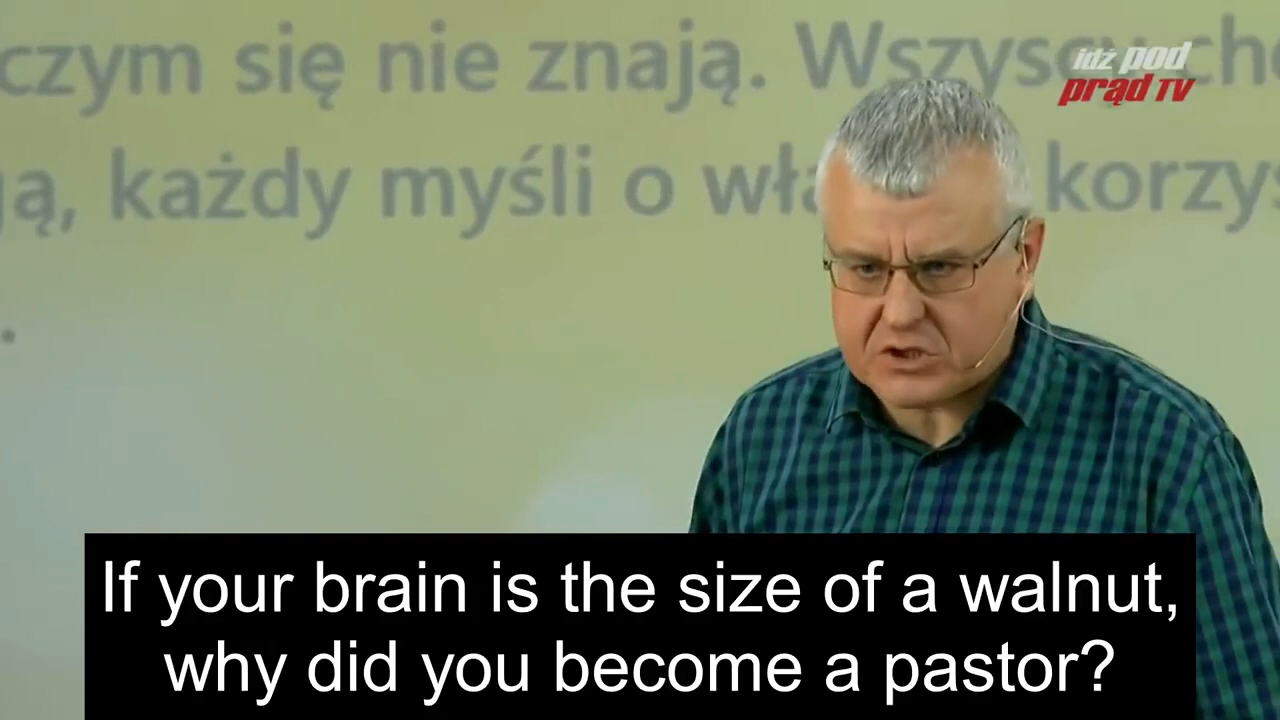 czym się nie znają. Wszyscy
idź pod
prąd TV
każdy myśli o
If your brain is the size of a walnut,
why did you become a pastor?